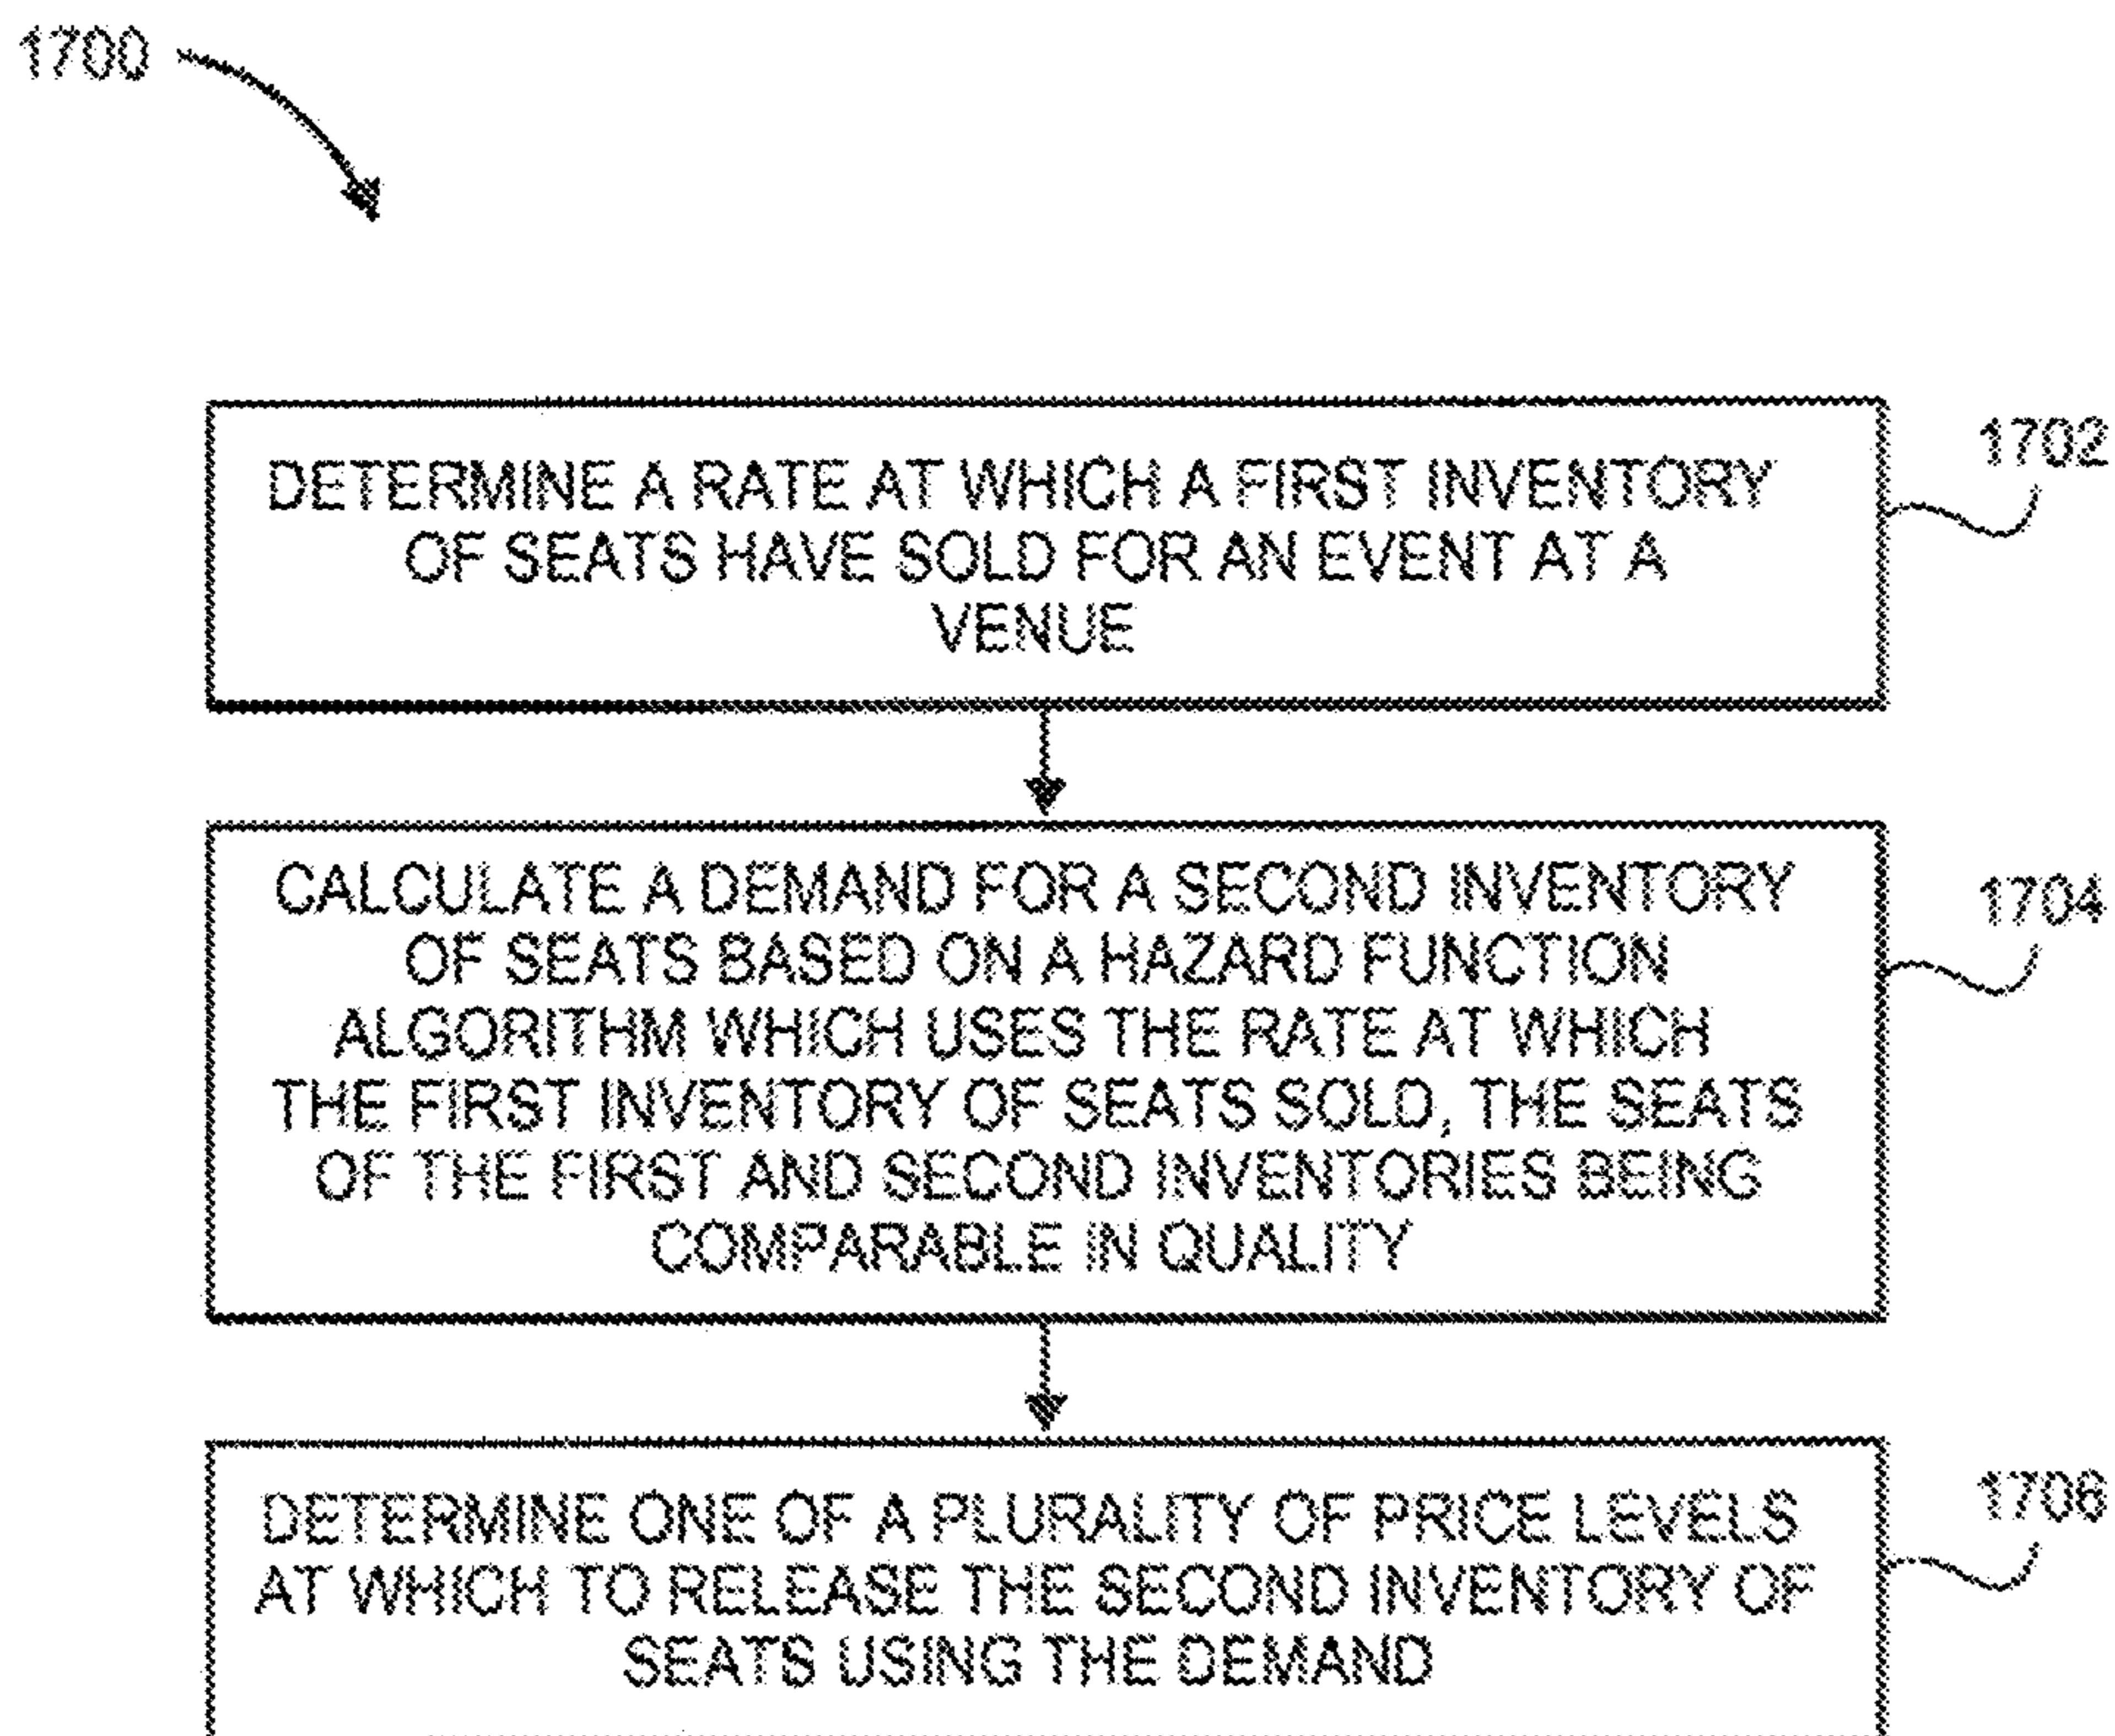 1700
DETERMINE A RATE AT WHICH A FIRST INVENTORY
OF SEATS HAVE SOLD FOR AN EVENT AT A
VENUE
1702
CALCULATE A DEMAND FOR A SECOND INVENTORY
OF SEATS BASED ON A HAZARD FUNCTION
ALGORITHM WHICH USES THE RATE AT WHICH
THE FIRST INVENTORY OF SEATS SOLD, THE SEATS
OF THE FIRST AND SECOND INVENTORIES BEING
COMPARABLE IN QUALITY
1704
DETERMINE ONE OF A PLURALITY OF PRICE LEVELS
AT WHICH TO RELEASE THE SECOND INVENTORY OF
SEATS USING THE DEMAND
1706